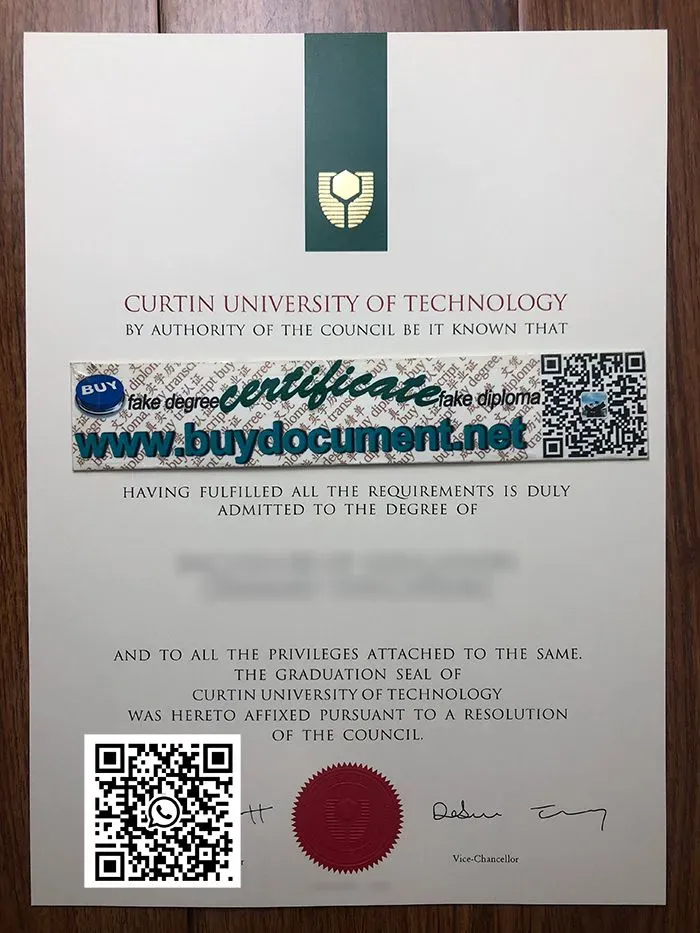 CURTIN UNIVERSITY OF TECHNOLOGY
BY AUTHORITY OF THE COUNCIL BE IT KNOWN THAT
BUY
fake degree certificate fake diploma
www.buydocument.net
HAVING FULFILLED ALL THE REQUIREMENTS IS DULY
ADMITTED TO THE DEGREE OF
AND TO ALL THE PRIVILEGES ATTACHED TO THE SAME.
THE GRADUATION SEAL OF
CURTIN UNIVERSITY OF TECHNOLOGY
WAS HERETO AFFIXED PURSUANT TO A RESOLUTION
OF THE COUNCIL.
Vice-Chancellor